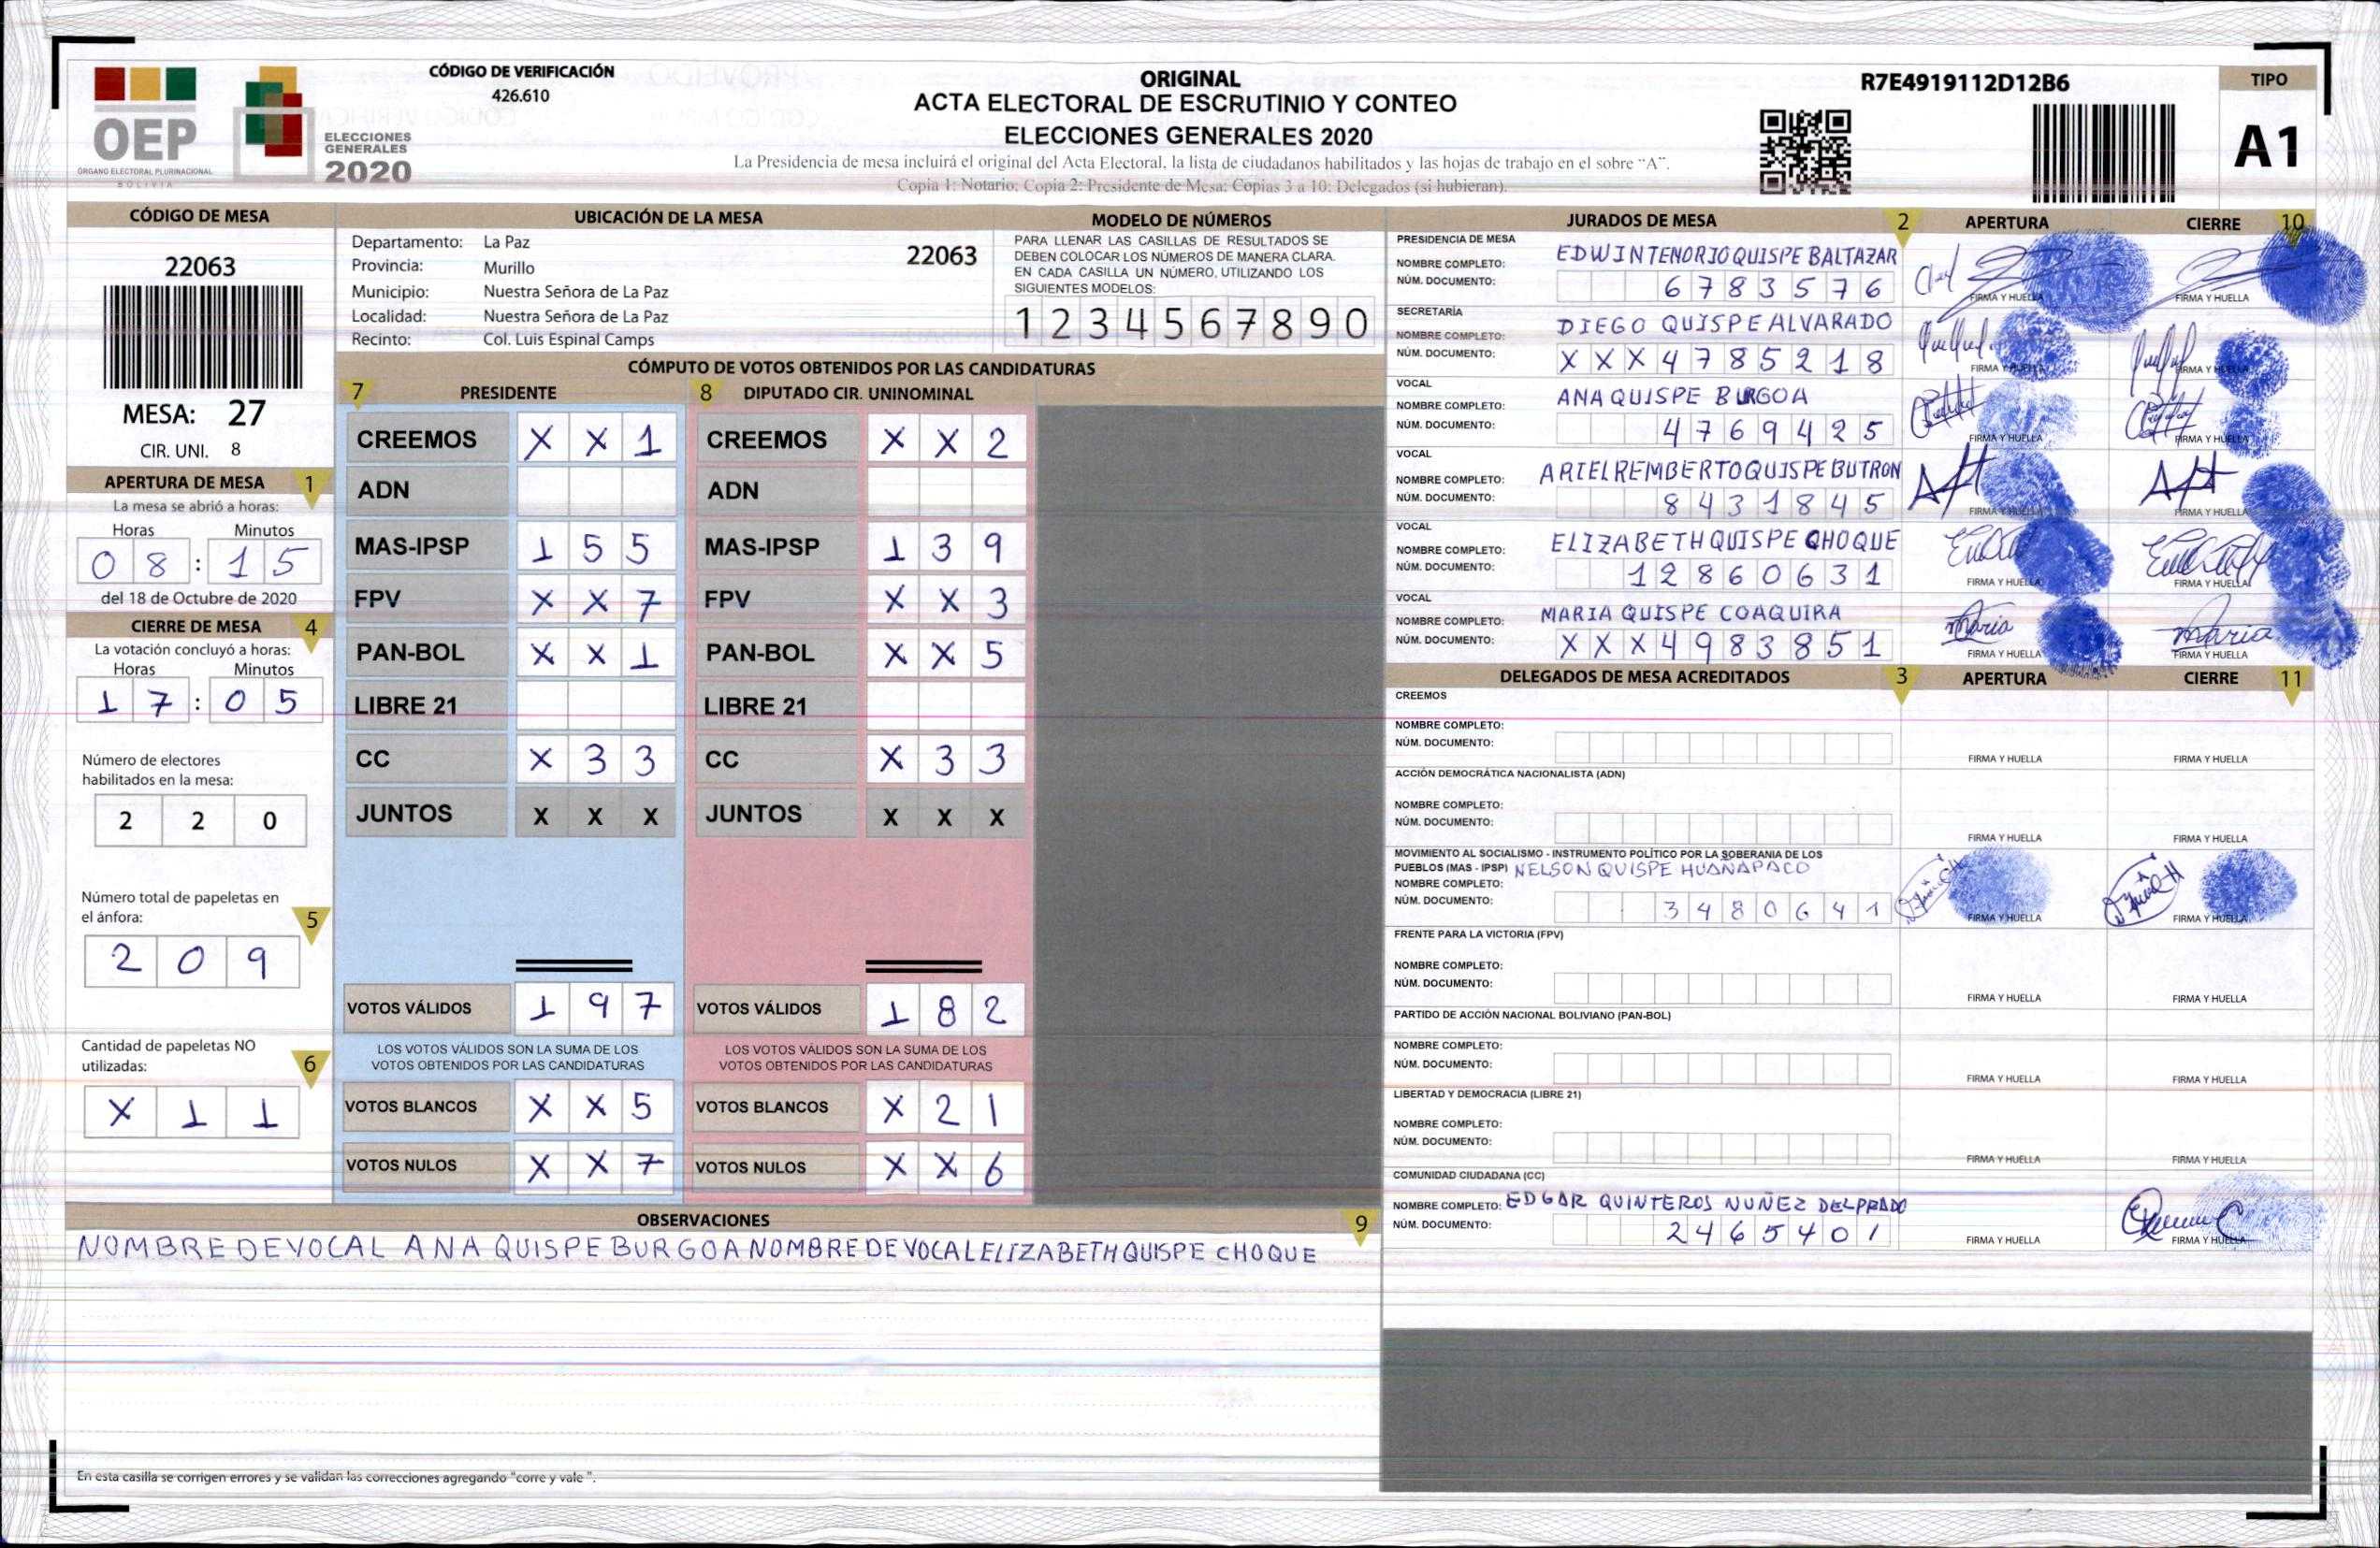 OEP
ÓRGANO ELECTORAL PLURINACIONAL
BOLIVIA
ELECCIONES
GENERALES
2020
CÓDIGO DE VERIFICACIÓN
426.610
ORIGINAL
ACTA ELECTORAL DE ESCRUTINIO Y CONTEO
ELECCIONES GENERALES 2020
La Presidencia de mesa incluirá el original del Acta Electoral, la lista de ciudadanos habilitados y las hojas de trabajo en el sobre "A".
Copia 1: Notario; Copia 2: Presidente de Mesa; Copias 3 a 10: Delegados (si hubieran).
R7E4919112D12B6
TIPO
A1
CÓDIGO DE MESA
22063
MESA: 27
CIR. UNI. 8
APERTURA DE MESA 1
La mesa se abrió a horas:
Horas Minutos
08 : 15
del 18 de Octubre de 2020
CIERRE DE MESA 4
La votación concluyó a horas:
Horas Minutos
17 : 05
Número de electores
habilitados en la mesa:
2 2 0
Número total de papeletas en
el ánfora: 5
2 0 9
Cantidad de papeletas NO
utilizadas: 6
X 1 1
UBICACIÓN DE LA MESA
Departamento: La Paz 22063
Provincia: Murillo
Municipio: Nuestra Señora de La Paz
Localidad: Nuestra Señora de La Paz
Recinto: Col. Luis Espinal Camps
MODELO DE NÚMEROS
PARA LLENAR LAS CASILLAS DE RESULTADOS SE
DEBEN COLOCAR LOS NÚMEROS DE MANERA CLARA.
EN CADA CASILLA UN NÚMERO, UTILIZANDO LOS
SIGUIENTES MODELOS:
1 2 3 4 5 6 7 8 9 0
CÓMPUTO DE VOTOS OBTENIDOS POR LAS CANDIDATURAS
7 PRESIDENTE
CREEMOS X X 1
ADN
MAS-IPSP 1 5 5
FPV X X 7
PAN-BOL X X 1
LIBRE 21
CC X 3 3
JUNTOS X X X
VOTOS VÁLIDOS 1 9 7
LOS VOTOS VÁLIDOS SON LA SUMA DE LOS
VOTOS OBTENIDOS POR LAS CANDIDATURAS
VOTOS BLANCOS X X 5
VOTOS NULOS X X 7
8 DIPUTADO CIR. UNINOMINAL
CREEMOS X X 2
ADN
MAS-IPSP 1 3 9
FPV X X 3
PAN-BOL X X 5
LIBRE 21
CC X 3 3
JUNTOS X X X
VOTOS VÁLIDOS 1 8 2
LOS VOTOS VÁLIDOS SON LA SUMA DE LOS
VOTOS OBTENIDOS POR LAS CANDIDATURAS
VOTOS BLANCOS X 2 1
VOTOS NULOS X X 6
OBSERVACIONES 9
NOMBRE DE VOCAL ANA QUISPE BURGOA NOMBRE DE VOCAL ELIZABETH QUISPE CHOQUE
En esta casilla se corrigen errores y se validan las correcciones agregando "corre y vale ".
JURADOS DE MESA 2 APERTURA CIERRE 10
PRESIDENCIA DE MESA
NOMBRE COMPLETO: EDWIN TENORIO QUISPE BALTAZAR
NÚM. DOCUMENTO: 6783576
FIRMA Y HUELLA FIRMA Y HUELLA
SECRETARÍA
NOMBRE COMPLETO: DIEGO QUISPE ALVARADO
NÚM. DOCUMENTO: XXX4785218
FIRMA Y HUELLA FIRMA Y HUELLA
VOCAL
NOMBRE COMPLETO: ANA QUISPE BURGOA
NÚM. DOCUMENTO: 4769425
FIRMA Y HUELLA FIRMA Y HUELLA
VOCAL
NOMBRE COMPLETO: ARIEL REMBERTO QUISPE BUTRON
NÚM. DOCUMENTO: 8431845
FIRMA Y HUELLA FIRMA Y HUELLA
VOCAL
NOMBRE COMPLETO: ELIZABETH QUISPE CHOQUE
NÚM. DOCUMENTO: 12860631
FIRMA Y HUELLA FIRMA Y HUELLA
VOCAL
NOMBRE COMPLETO: MARIA QUISPE COAQUIRA Maria Maria
NÚM. DOCUMENTO: XXX4983851
FIRMA Y HUELLA FIRMA Y HUELLA
DELEGADOS DE MESA ACREDITADOS 3 APERTURA CIERRE 11
CREEMOS
NOMBRE COMPLETO:
NÚM. DOCUMENTO:
FIRMA Y HUELLA FIRMA Y HUELLA
ACCIÓN DEMOCRÁTICA NACIONALISTA (ADN)
NOMBRE COMPLETO:
NÚM. DOCUMENTO:
FIRMA Y HUELLA FIRMA Y HUELLA
MOVIMIENTO AL SOCIALISMO - INSTRUMENTO POLÍTICO POR LA SOBERANIA DE LOS
PUEBLOS (MAS - IPSP) NELSON QUISPE HUANAPACO
NOMBRE COMPLETO:
NÚM. DOCUMENTO: 3480641
FIRMA Y HUELLA FIRMA Y HUELLA
FRENTE PARA LA VICTORIA (FPV)
NOMBRE COMPLETO:
NÚM. DOCUMENTO:
FIRMA Y HUELLA FIRMA Y HUELLA
PARTIDO DE ACCIÓN NACIONAL BOLIVIANO (PAN-BOL)
NOMBRE COMPLETO:
NÚM. DOCUMENTO:
FIRMA Y HUELLA FIRMA Y HUELLA
LIBERTAD Y DEMOCRACIA (LIBRE 21)
NOMBRE COMPLETO:
NÚM. DOCUMENTO:
FIRMA Y HUELLA FIRMA Y HUELLA
COMUNIDAD CIUDADANA (CC)
NOMBRE COMPLETO: EDGAR QUINTEROS NUÑEZ DEL PRADO
NÚM. DOCUMENTO: 2465401
FIRMA Y HUELLA FIRMA Y HUELLA